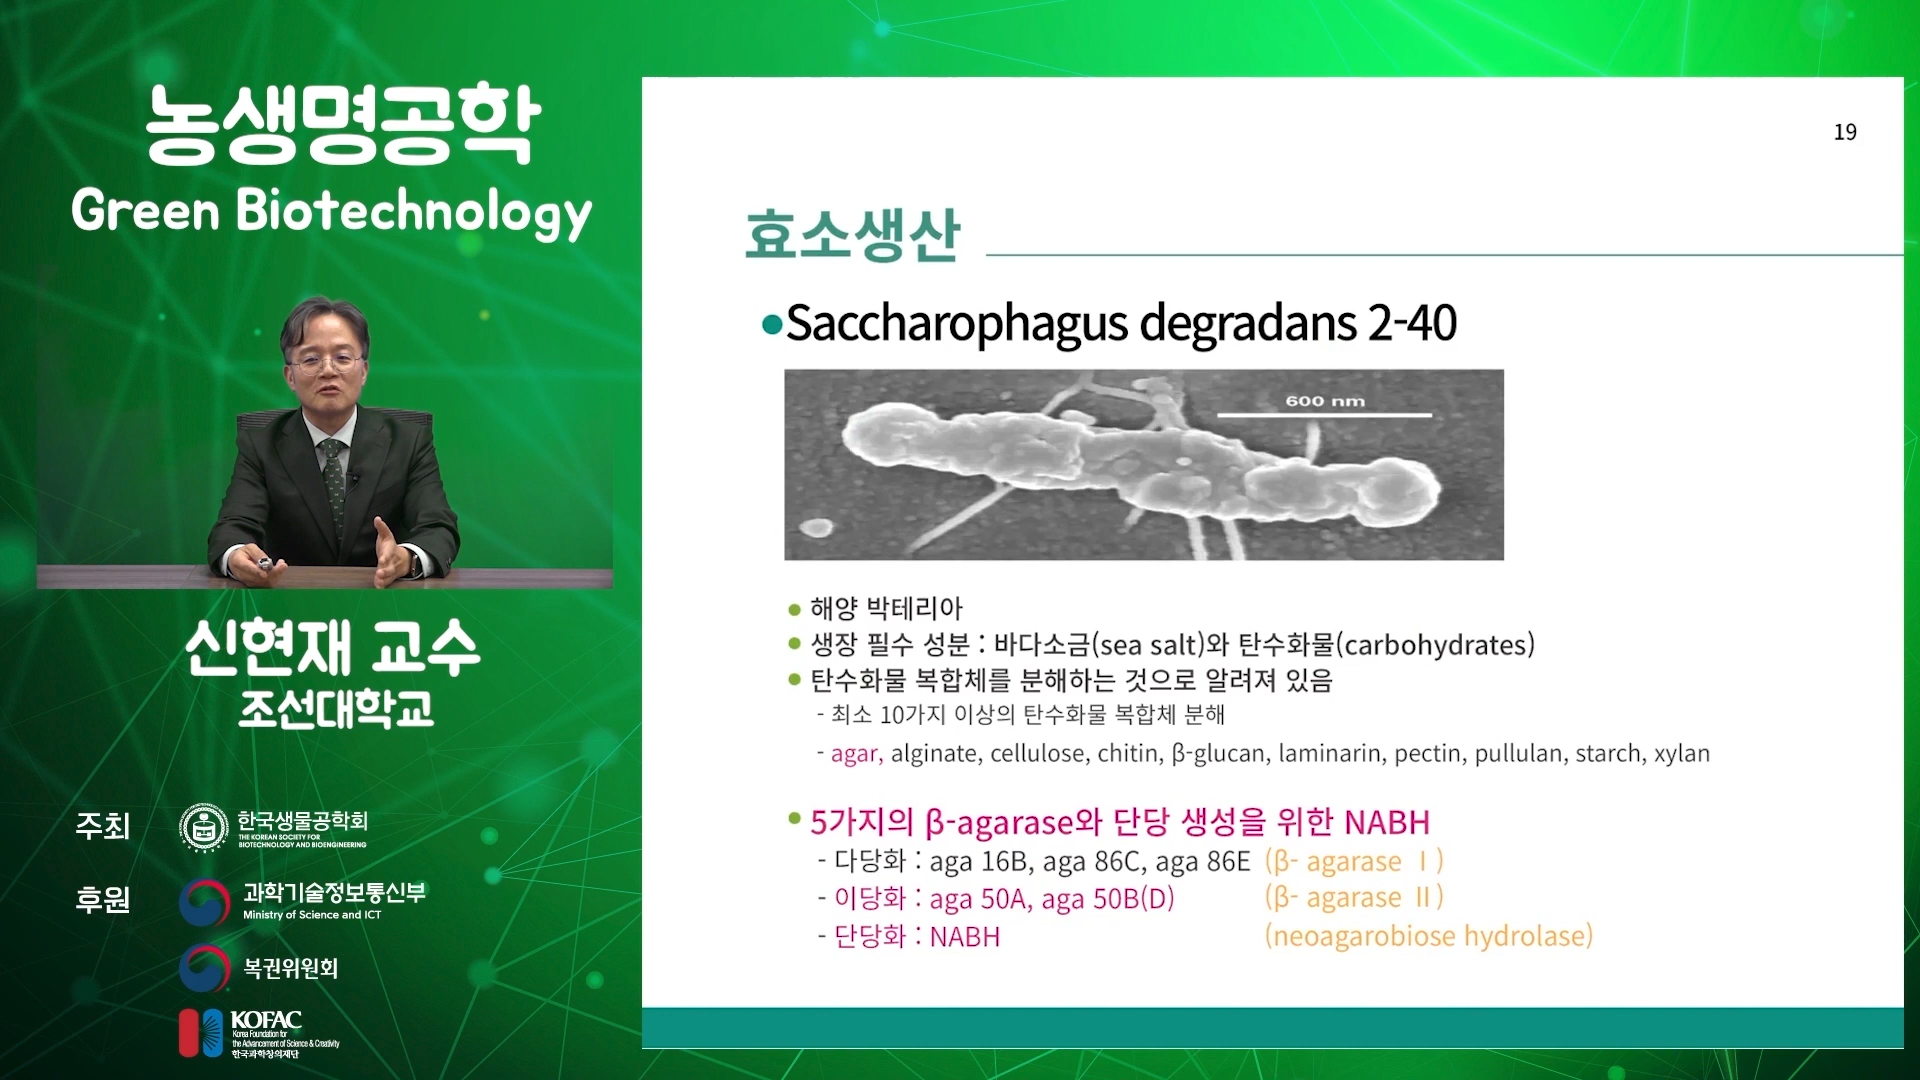 농생명공학
Green Biotechnology
신현재 교수
조선대학교
주최
한국생물공학회
THE KOREAN SOCIETY FOR
BIOTECHNOLOGY AND BIOENGINEERING
후원
과학기술정보통신부
Ministry of Science and ICT
복권위원회
KOFAC
Korea Foundation for
the Advancement of Science & Creativity
한국과학창의재단
19
효소생산
•Saccharophagus degradans 2-40
600 nm
• 해양 박테리아
• 생장 필수 성분 : 바다소금(sea salt)와 탄수화물(carbohydrates)
• 탄수화물 복합체를 분해하는 것으로 알려져 있음
- 최소 10가지 이상의 탄수화물 복합체 분해
- agar, alginate, cellulose, chitin, β-glucan, laminarin, pectin, pullulan, starch, xylan
• 5가지의 β-agarase와 단당 생성을 위한 NABH
- 다당화 : aga 16B, aga 86C, aga 86E (β- agarase Ⅰ)
- 이당화 : aga 50A, aga 50B(D) (β- agarase Ⅱ)
- 단당화 : NABH (neoagarobiose hydrolase)